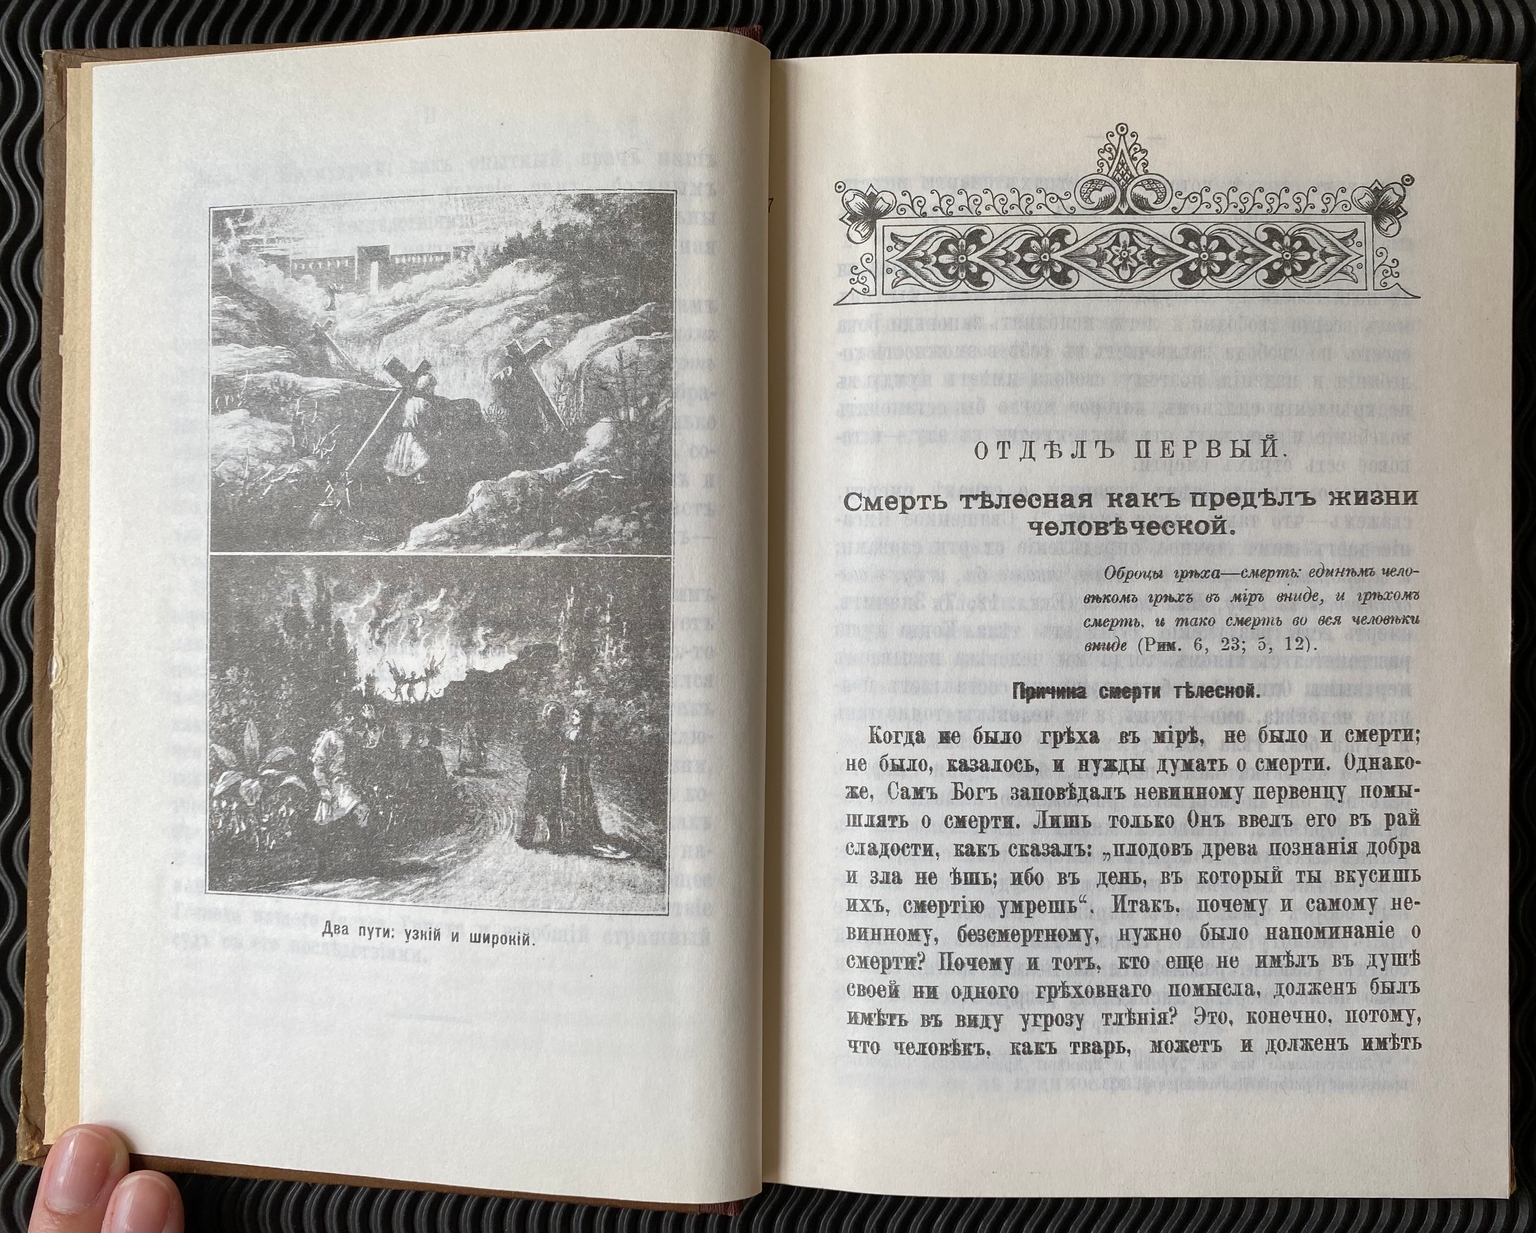 Два пути: узкій и широкій.
ОТДѢЛЪ ПЕРВЫЙ.
Смерть тѣлесная какъ предѣлъ жизни
человѣческой.
Оброцы грѣха—смерть: единѣмъ чело-
вѣкомъ грѣхъ въ міръ вниде, и грѣхомъ
смерть, и тако смерть во вся человѣки
вниде (Рим. 6, 23; 5, 12).
Причина смерти тѣлесной.
Когда не было грѣха въ мірѣ, не было и смерти;
не было, казалось, и нужды думать о смерти. Однако-
же, Самъ Богъ заповѣдалъ невинному первенцу помы-
шлять о смерти. Лишь только Онъ ввелъ его въ рай
сладости, какъ сказалъ: „плодовъ древа познанія добра
и зла не ѣшь; ибо въ день, въ который ты вкусишь
ихъ, смертію умрешь“. Итакъ, почему и самому не-
винному, безсмертному, нужно было напоминаніе о
смерти? Почему и тотъ, кто еще не имѣлъ въ душѣ
своей ни одного грѣховнаго помысла, долженъ былъ
имѣть въ виду угрозу тлѣнія? Это, конечно, потому,
что человѣкъ, какъ тварь, можетъ и долженъ имѣть